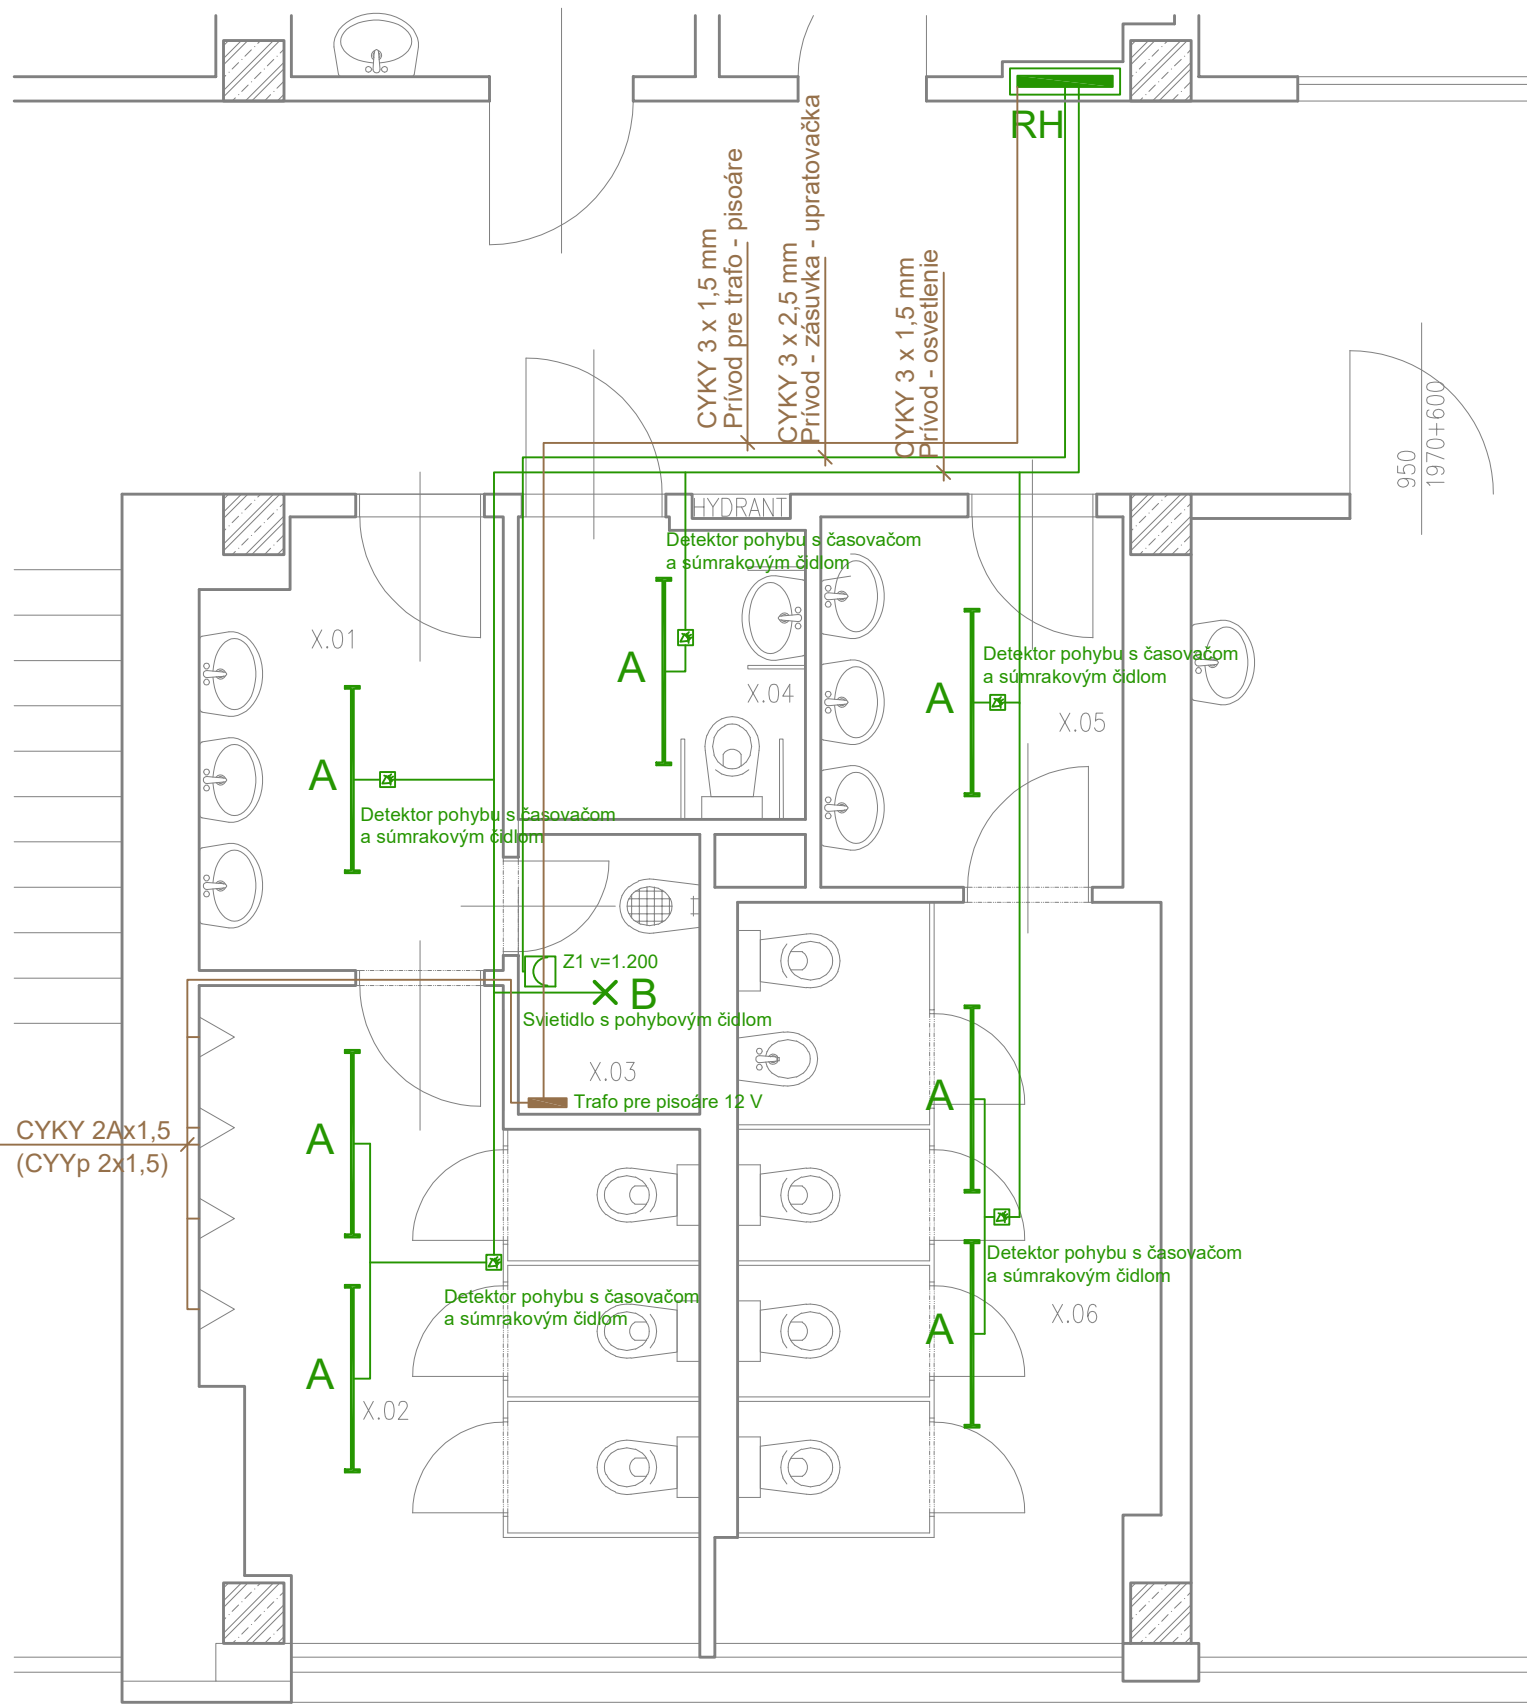 RH
CYKY 3 x 1,5 mm
Prívod pre trafo - pisoáre
CYKY 3 x 2,5 mm
Prívod - zásuvka - upratovačka
CYKY 3 x 1,5 mm
Prívod - osvetlenie
950
1970+600
HYDRANT
Detektor pohybu s časovačom
a súmrakovým čidlom
X.01
A
X.04
Detektor pohybu s časovačom
a súmrakovým čidlom
A
X.05
A
Detektor pohybu s časovačom
a súmrakovým čidlom
Z1 v=1.200
B
Svietidlo s pohybovým čidlom
X.03
Trafo pre pisoáre 12 V
CYKY 2Ax1,5
(CYYp 2x1,5)
A
A
Detektor pohybu s časovačom
a súmrakovým čidlom
A
X.02
A
Detektor pohybu s časovačom
a súmrakovým čidlom
A
X.06